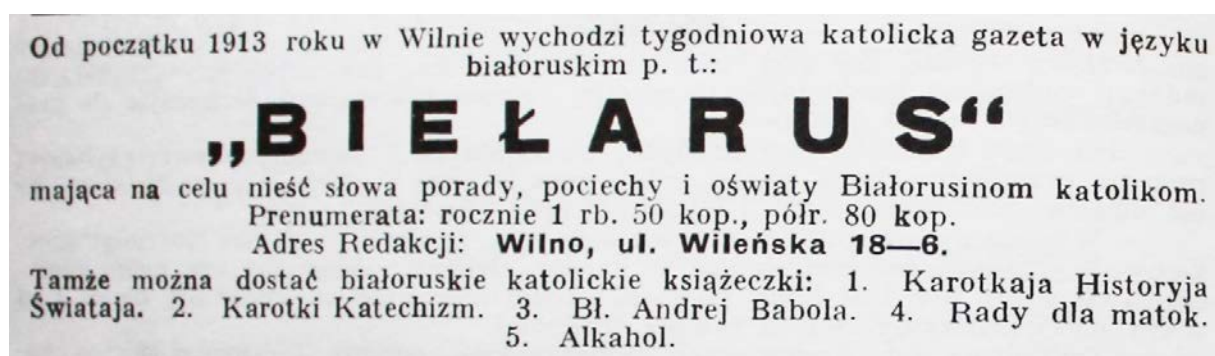 Od początku 1913 roku w Wilnie wychodzi tygodniowa katolicka gazeta w języku
białoruskim p. t.:
„BIEŁARUS“
mająca na celu nieść słowa porady, pociechy i oświaty Białorusinom katolikom.
Prenumerata: rocznie 1 rb. 50 kop., półr. 80 kop.
Adres Redakcji: Wilno, ul. Wileńska 18—6.
Tamże można dostać białoruskie katolickie książeczki: 1. Karotkaja Historyja
Światаja. 2. Karotki Katechizm. 3. Bł. Andrej Babola. 4. Rady dla matok.
5. Alkahol.